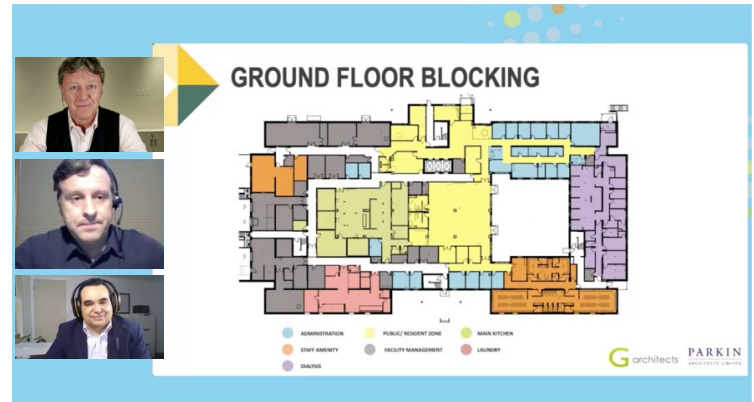 GROUND FLOOR BLOCKING
ADMINISTRATION
PUBLIC/ RESIDENT ZONE
MAIN KITCHEN
STAFF AMENITY
FACILITY MANAGEMENT
LAUNDRY
DIALYSIS
G architects
PARKIN
ARCHITECTS LIMITED